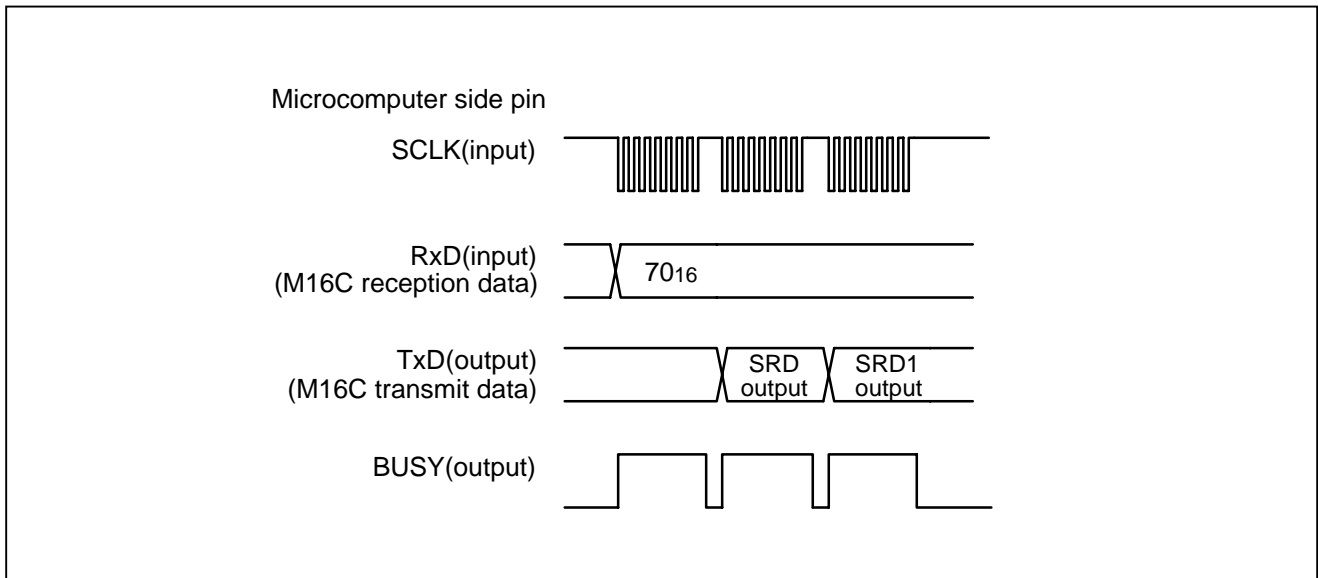 Microcomputer side pin
SCLK(input)
RxD(input)
(M16C reception data)
7016
TxD(output)
(M16C transmit data)
SRD
output
SRD1
output
BUSY(output)